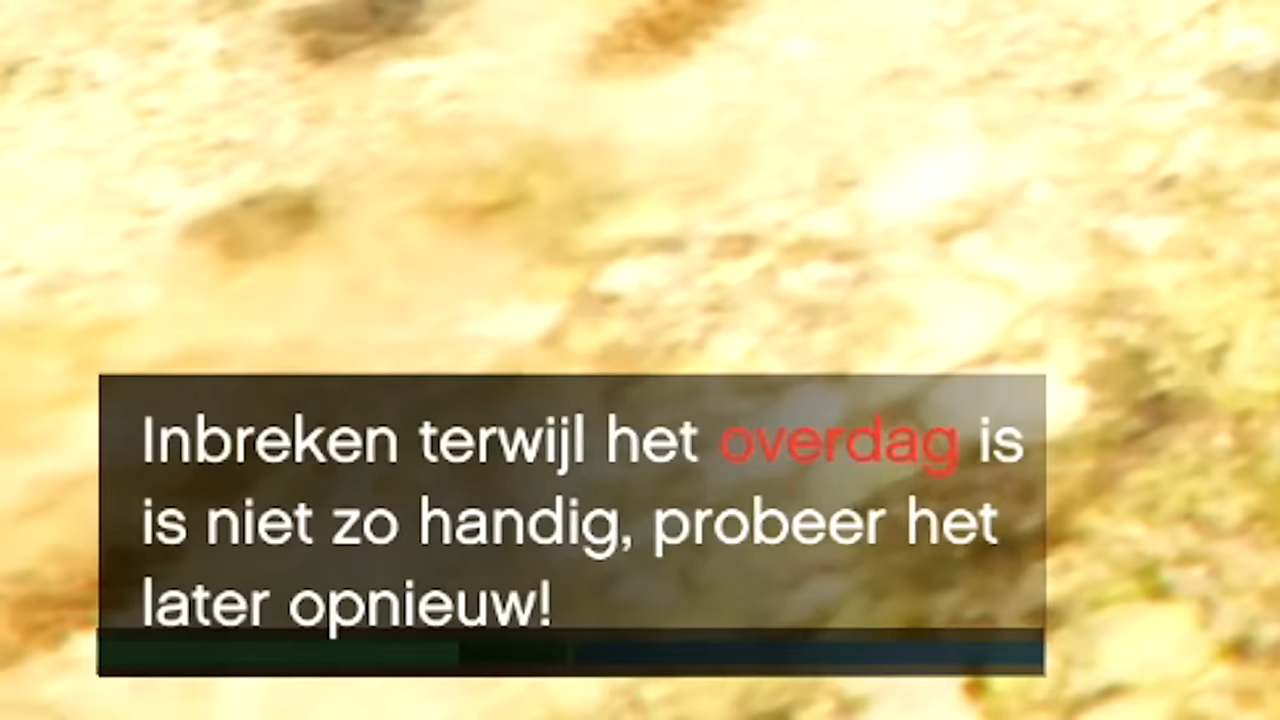 Inbreken terwijl het overdag is
is niet zo handig, probeer het
later opnieuw!